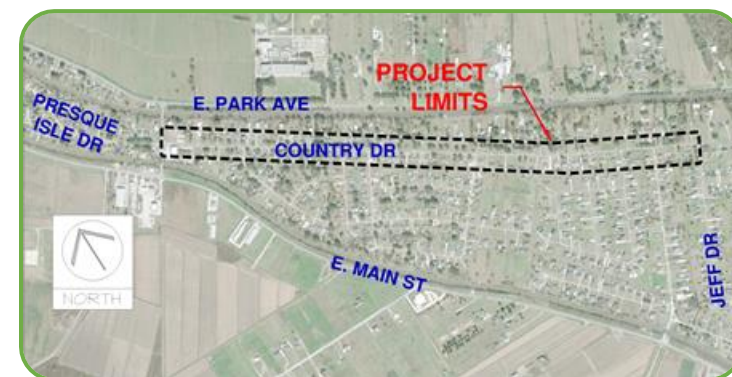 PROJECT
LIMITS
E. PARK AVE
PRESQUE
ISLE DR
COUNTRY DR
E. MAIN ST
JEFF DR
NORTH